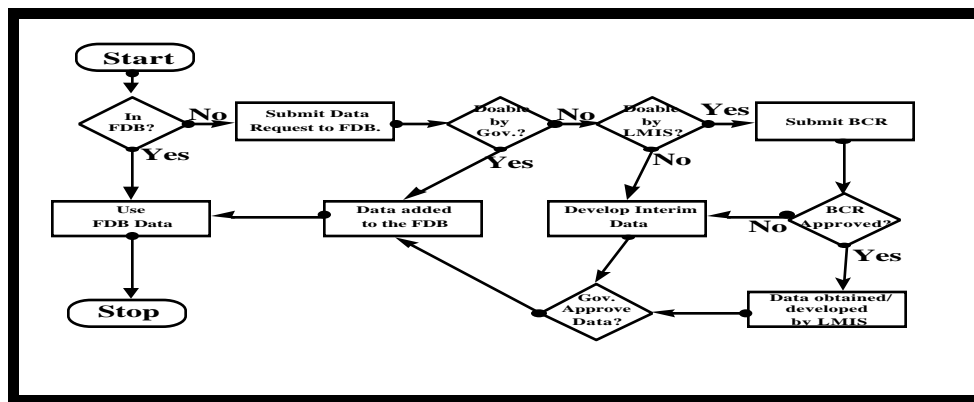 Start
In
FDB?
No
Yes
Submit Data
Request to FDB.
Doable
by
Gov.?
No
Yes
Doable
by
LMIS?
Yes
No
Submit BCR
Use
FDB Data
Data added
to the FDB
Develop Interim
Data
BCR
Approved?
No
Yes
Stop
Gov.
Approve
Data?
Data obtained/
developed
by LMIS